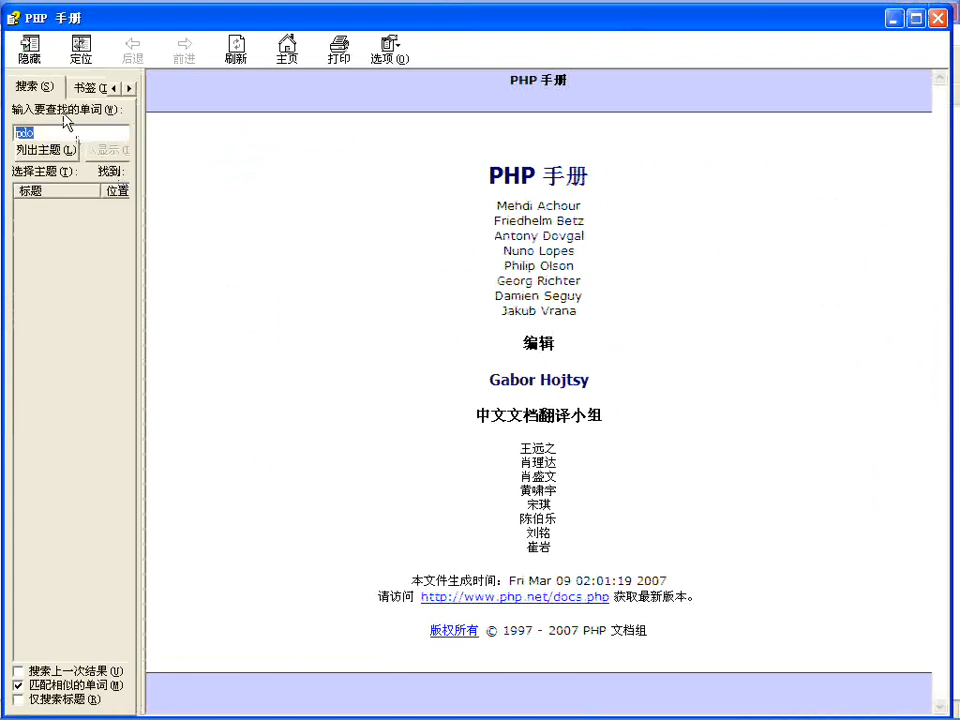 PHP 手册
隐藏 定位 后退 前进 刷新 主页 打印 选项(O)
搜索(S) 书签(I
输入要查找的单词(W):
pdo
列出主题(L) 显示(I
选择主题(T): 找到:
标题 位置
搜索上一次结果(U)
匹配相似的单词(M)
仅搜索标题(R)
PHP 手册
PHP 手册
Mehdi Achour
Friedhelm Betz
Antony Dovgal
Nuno Lopes
Philip Olson
Georg Richter
Damien Seguy
Jakub Vrana
编辑
Gabor Hojtsy
中文文档翻译小组
王远之
肖理达
肖盛文
黄啸宇
宋琪
陈伯乐
刘铭
崔岩
本文件生成时间: Fri Mar 09 02:01:19 2007
请访问 http://www.php.net/docs.php 获取最新版本。
版权所有 © 1997 - 2007 PHP 文档组